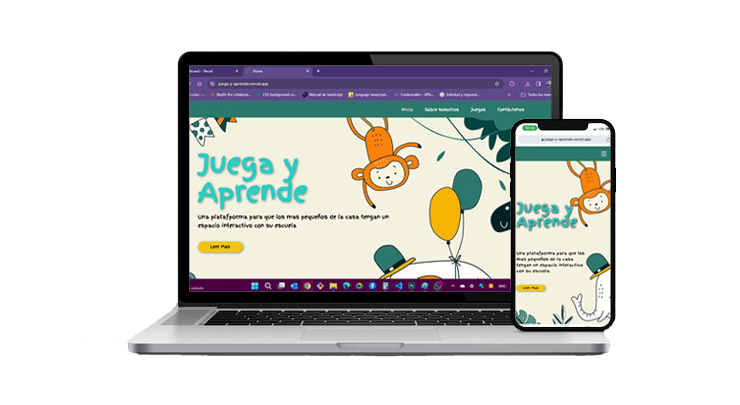 Home
juega-y-aprende.vercel.app
Manual de JavaScript
Inicio Sobre Nosotros Juegos Contáctenos
Juega y
Aprende
Una plataforma para que los mas pequeños de la casa tengan un
espacio interactivo con su escuela
Leer Mas
ENG
juega-y-aprende.vercel.app
Juega y
Aprende
Una plataforma para que los mas
pequeños de la casa
tengan un espacio interactivo
con su escuela
Leer Mas